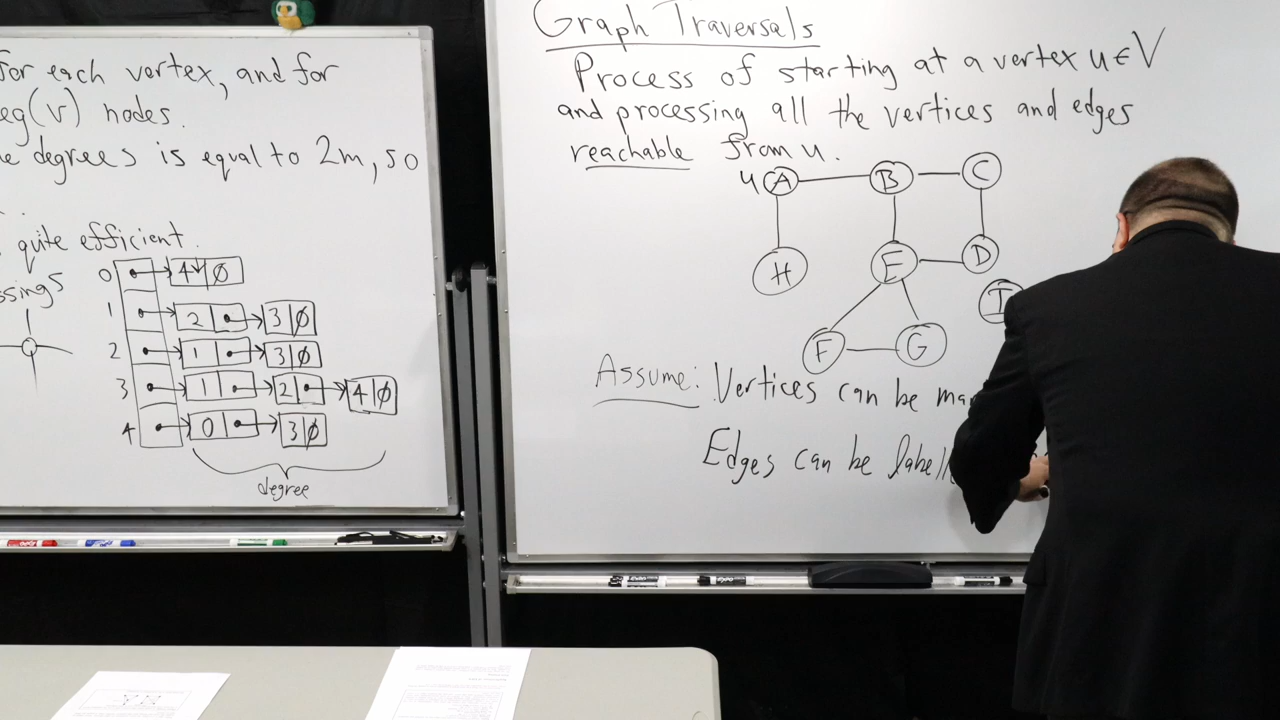 for each vertex, and for
eg(v) nodes.
e degrees is equal to 2m, so
quite efficient.
ssings
0 4 ∅
1 2 3 ∅
2 1 3 ∅
3 1 2 4 ∅
4 0 3 ∅
degree
Graph Traversals
Process of starting at a vertex u ∈ V
and processing all the vertices and edges
reachable from u.
u A B C
H E D
I
F G
Assume: Vertices can be ma
Edges can be labell
EXPO EXPO